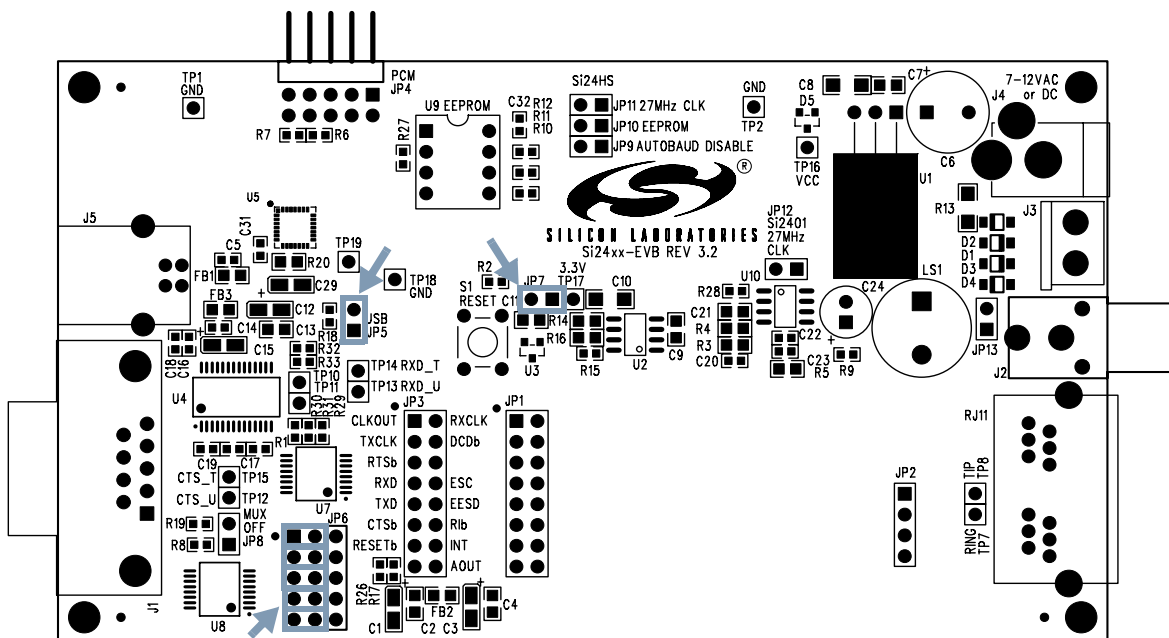 PCM
JP4
TP1
GND
U9 EEPROM
C32
R12
R11
R10
Si24HS
JP11 27MHz CLK
JP10 EEPROM
JP9 AUTOBAUD DISABLE
GND
TP2
C8
D5
C7
+
7-12VAC
or DC
J4
C6
TP16
VCC
U1
R7
R6
R27
R13
J3
D2
D1
D3
D4
®
SILICON LABORATORIES
Si24xx-EVB REV 3.2
JP12
Si2401
27MHz
CLK
U5
J5
C31
C5
FB1
R20
TP19
C29
TP18
GND
FB3
+
C12
C14
C13
+
C15
R18
USB
JP5
R32
R33
C18
C16
R2
S1
RESET
JP7
3.3V
TP17
C10
C11
R14
R16
R15
U3
U2
C9
U10
R28
C21
R4
R3
C20
C22
C23
R5
R9
+
C24
LS1
JP13
J2
U4
TP10
TP11
TP14 RXD_T
TP13 RXD_U
R30
R31
R29
R1
C19
C17
CTS_T TP15
CTS_U TP12
R19
R8
MUX
OFF
JP8
U7
JP6
U8
J1
JP3
JP1
CLKOUT RXCLK
TXCLK DCDb
RTSb
RXD ESC
TXD EESD
CTSb RIb
RESETb INT
AOUT
R26
R17
C1
+
C2
FB2
C3
+
C4
JP2
RJ11
TIP
TP8
RING
TP7